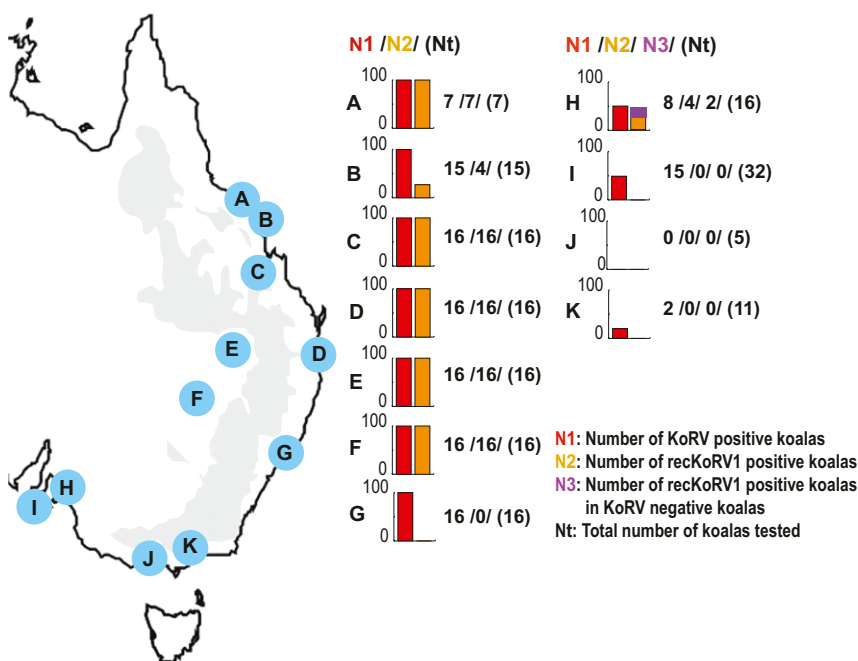 N1 /N2/ (Nt)
100
0
A
7 /7/ (7)
100
0
B
15 /4/ (15)
100
0
C
16 /16/ (16)
100
0
D
16 /16/ (16)
100
0
E
16 /16/ (16)
100
0
F
16 /16/ (16)
100
0
G
16 /0/ (16)
N1 /N2/ N3/ (Nt)
100
0
H
8 /4/ 2/ (16)
100
0
I
15 /0/ 0/ (32)
100
0
J
0 /0/ 0/ (5)
100
0
K
2 /0/ 0/ (11)
A
B
C
D
E
F
G
H
I
J
K
N1: Number of KoRV positive koalas
N2: Number of recKoRV1 positive koalas
N3: Number of recKoRV1 positive koalas
in KoRV negative koalas
Nt: Total number of koalas tested